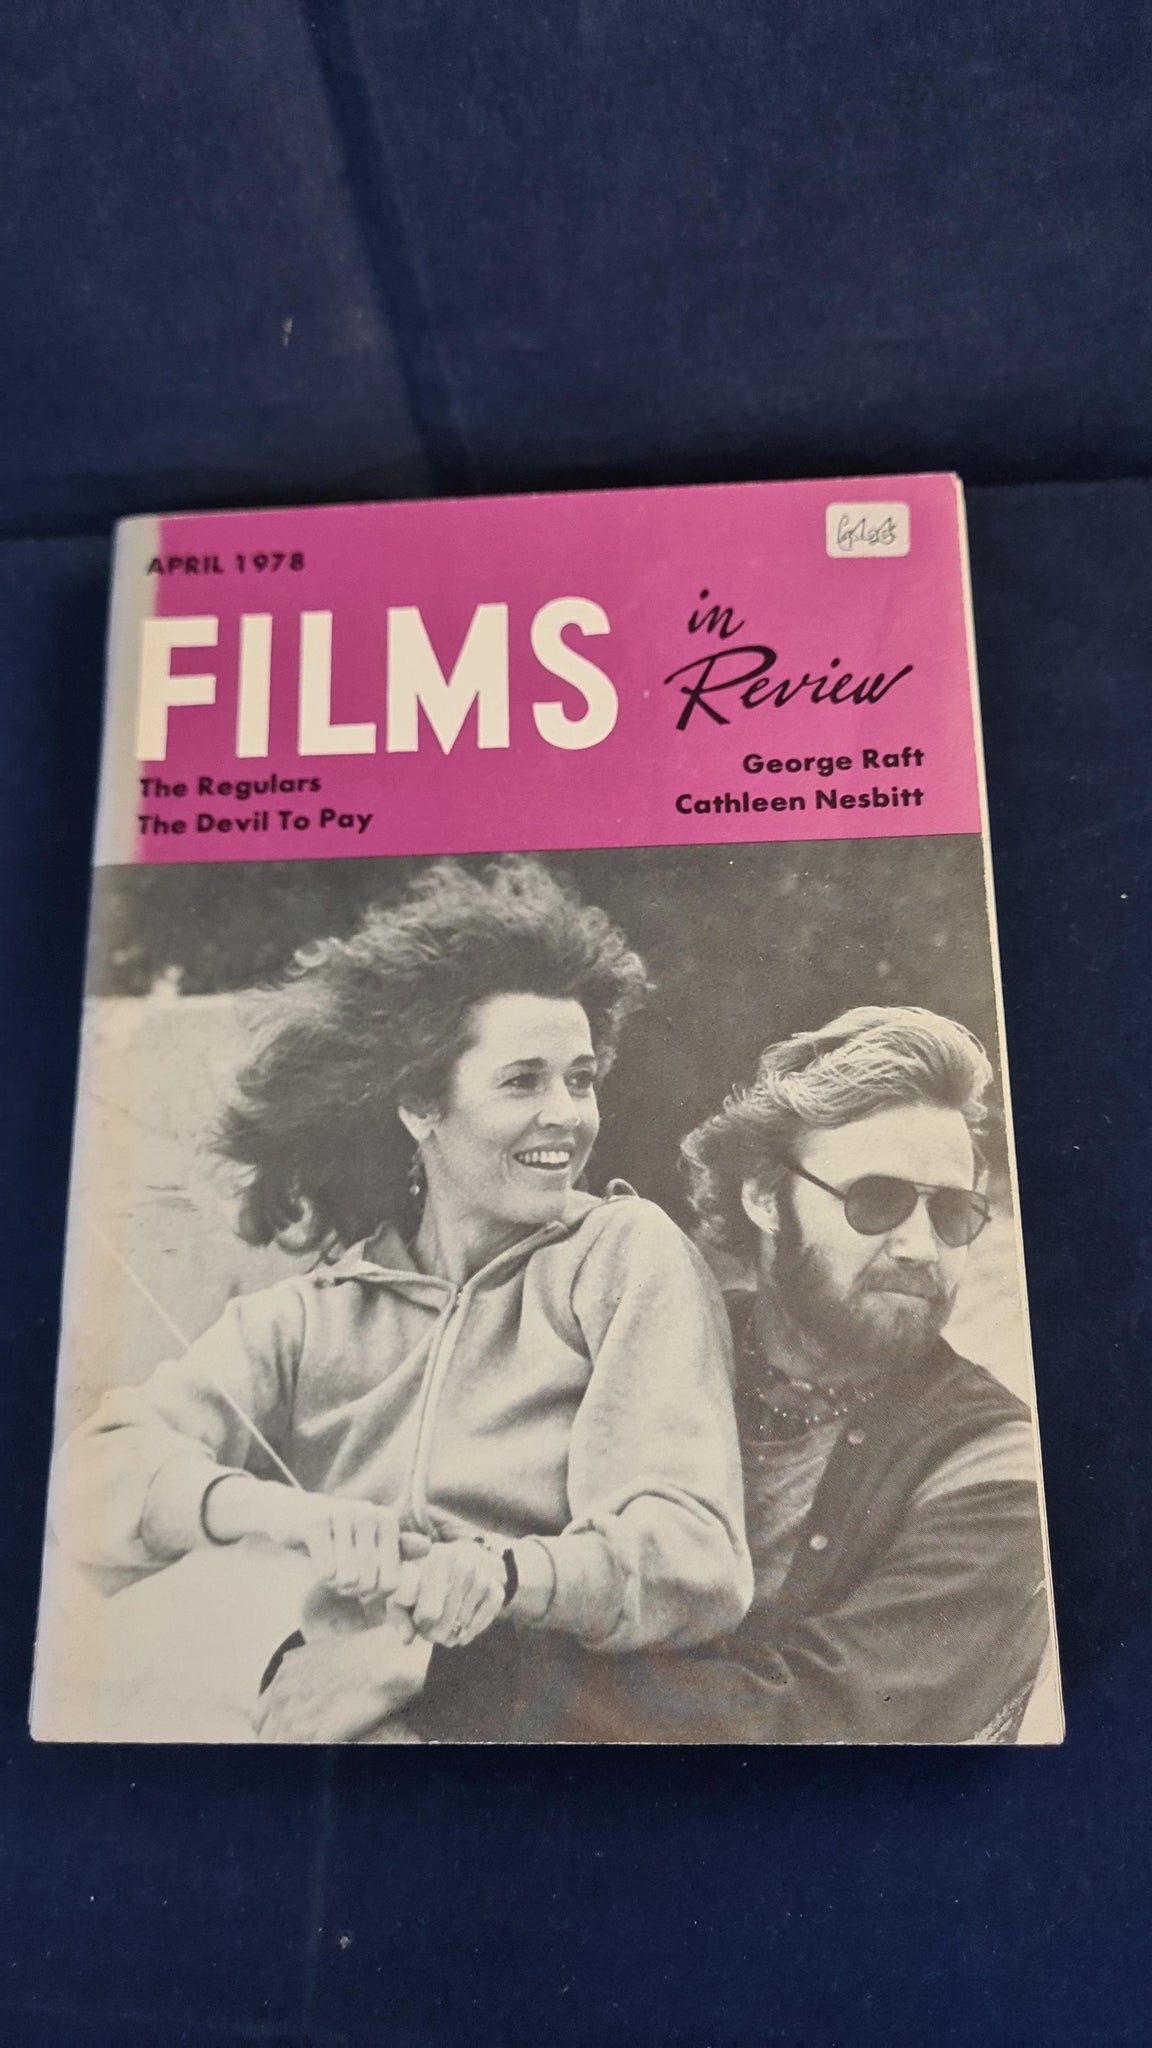 APRIL 1978
FILMS
in
Review
The Regulars
The Devil To Pay
George Raft
Cathleen Nesbitt